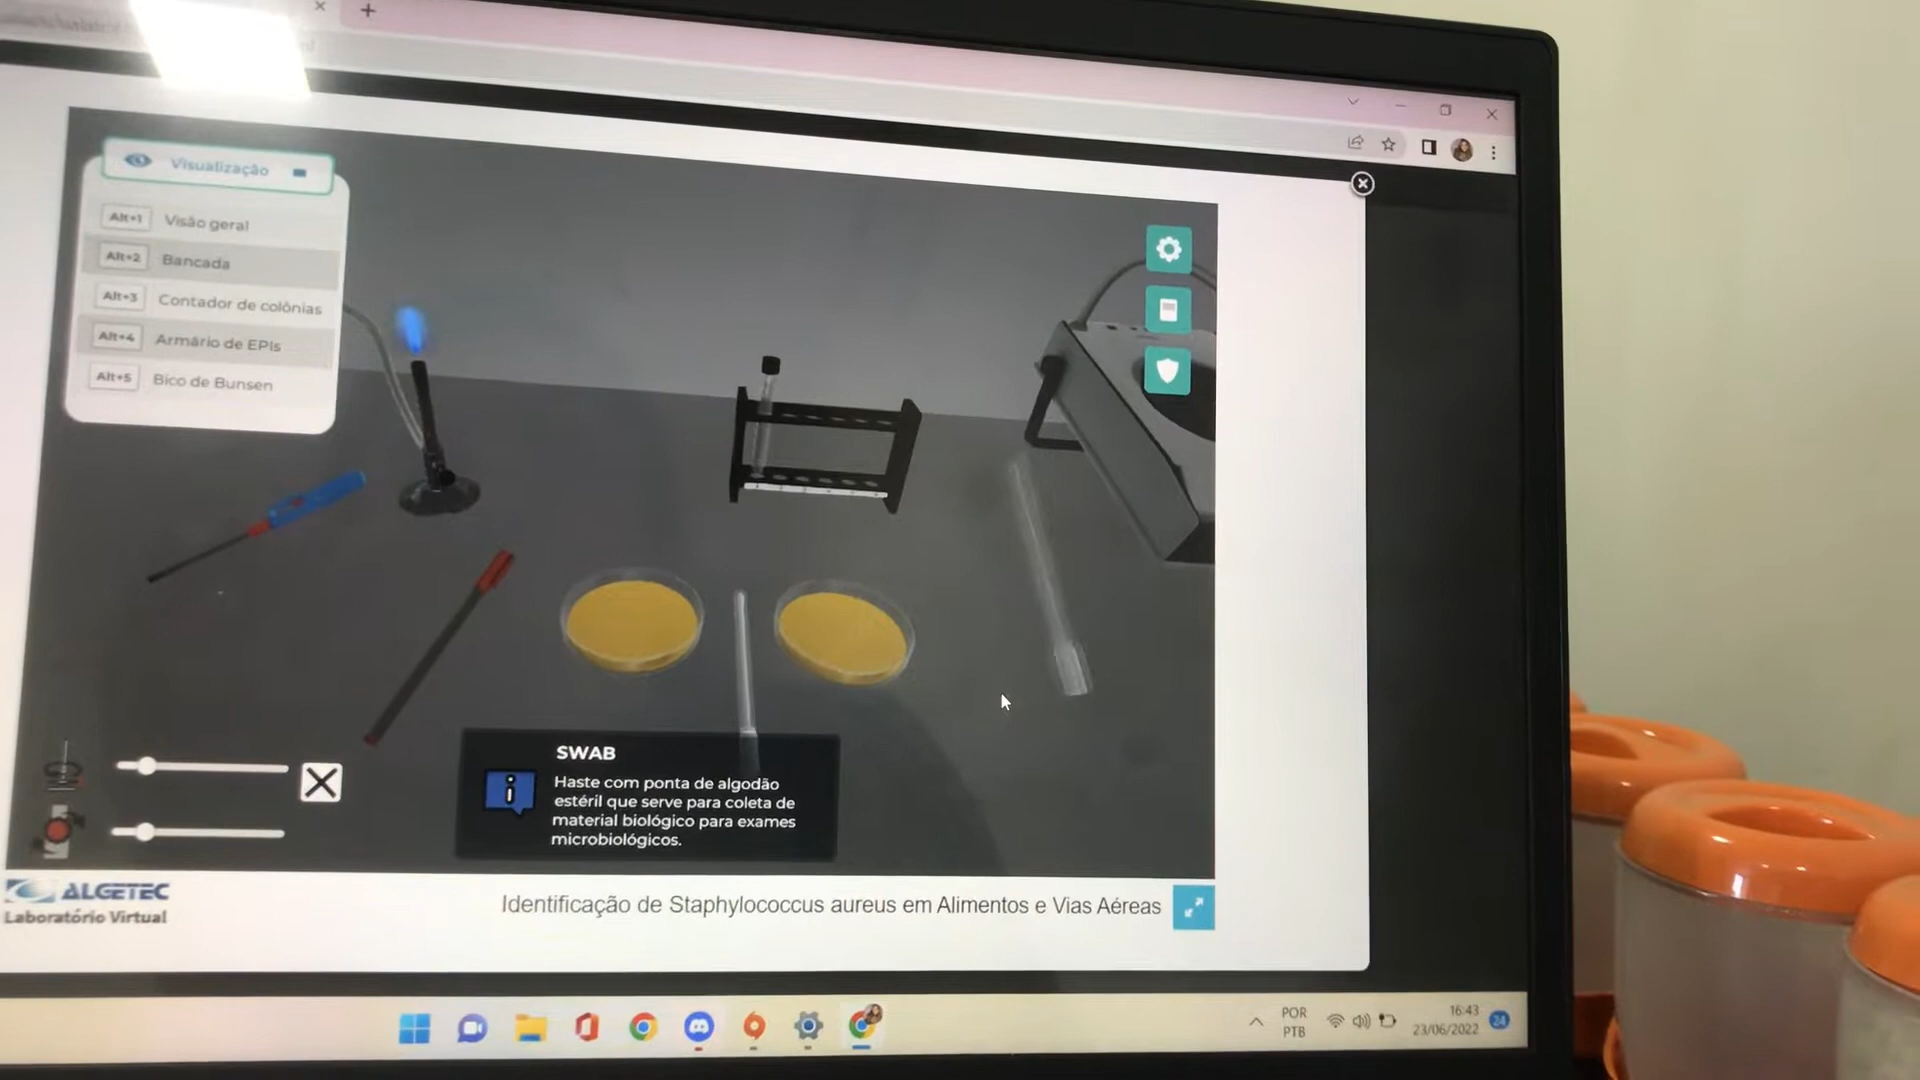 Visualização
Alt+1 Visão geral
Alt+2 Bancada
Alt+3 Contador de colônias
Alt+4 Armário de EPIs
Alt+5 Bico de Bunsen
SWAB
Haste com ponta de algodão
estéril que serve para coleta de
material biológico para exames
microbiológicos.
ALGETEC
Laboratório Virtual
Identificação de Staphylococcus aureus em Alimentos e Vias Aéreas
POR
PTB
16:43
23/06/2022
24